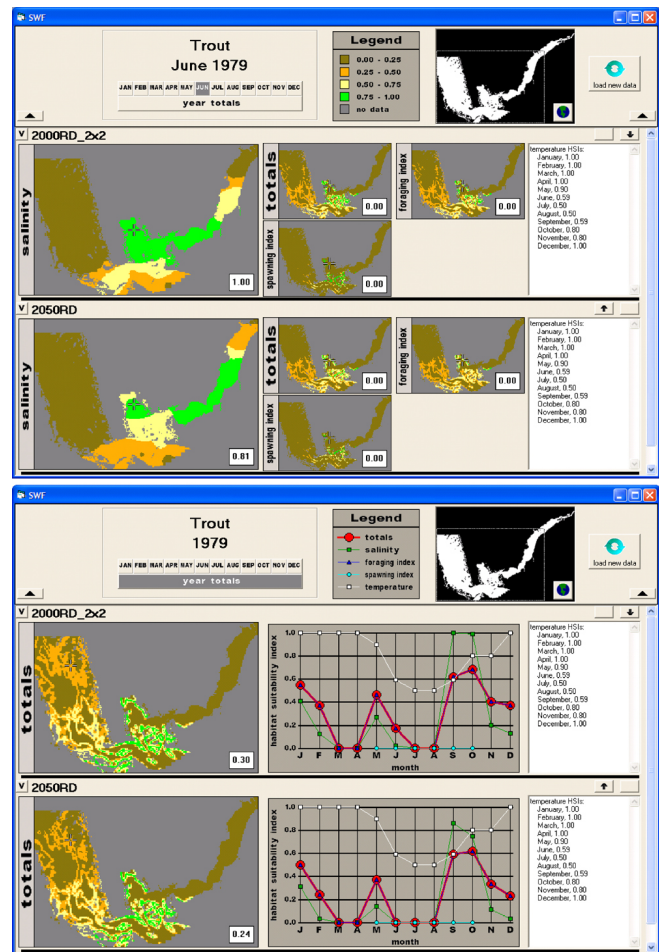 SWF
Trout
June 1979
JAN FEB MAR APR MAY JUN JUL AUG SEP OCT NOV DEC
year totals
Legend
0.00 - 0.25
0.25 - 0.50
0.50 - 0.75
0.75 - 1.00
no data
load new data
V 2000RD_2x2
salinity
1.00
totals
0.00
foraging index
0.00
spawning index
0.00
temperature HSIs:
January, 1.00
February, 1.00
March, 1.00
April, 1.00
May, 0.90
June, 0.59
July, 0.50
August, 0.50
September, 0.59
October, 0.80
November, 0.80
December, 1.00
V 2050RD
salinity
0.81
totals
0.00
foraging index
0.00
spawning index
0.00
temperature HSIs:
January, 1.00
February, 1.00
March, 1.00
April, 1.00
May, 0.90
June, 0.59
July, 0.50
August, 0.50
September, 0.59
October, 0.80
November, 0.80
December, 1.00
SWF
Trout
1979
JAN FEB MAR APR MAY JUN JUL AUG SEP OCT NOV DEC
year totals
Legend
totals
salinity
foraging index
spawning index
temperature
load new data
V 2000RD_2x2
totals
0.30
habitat suitability index
1.0
0.8
0.6
0.4
0.2
0.0
J F M A M J J A S O N D
month
temperature HSIs:
January, 1.00
February, 1.00
March, 1.00
April, 1.00
May, 0.90
June, 0.59
July, 0.50
August, 0.50
September, 0.59
October, 0.80
November, 0.80
December, 1.00
V 2050RD
totals
0.24
habitat suitability index
1.0
0.8
0.6
0.4
0.2
0.0
J F M A M J J A S O N D
month
temperature HSIs:
January, 1.00
February, 1.00
March, 1.00
April, 1.00
May, 0.90
June, 0.59
July, 0.50
August, 0.50
September, 0.59
October, 0.80
November, 0.80
December, 1.00